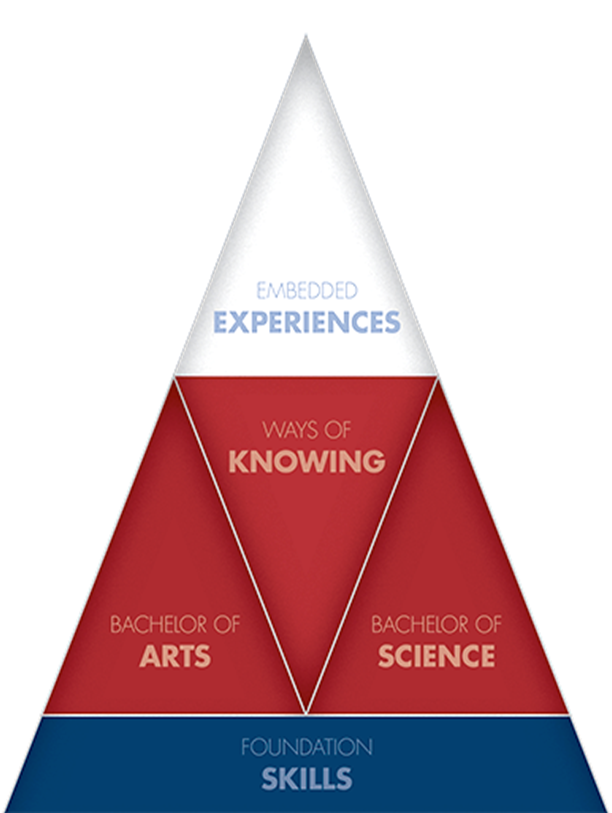 EMBEDDED
EXPERIENCES
WAYS OF
KNOWING
BACHELOR OF
ARTS
BACHELOR OF
SCIENCE
FOUNDATION
SKILLS